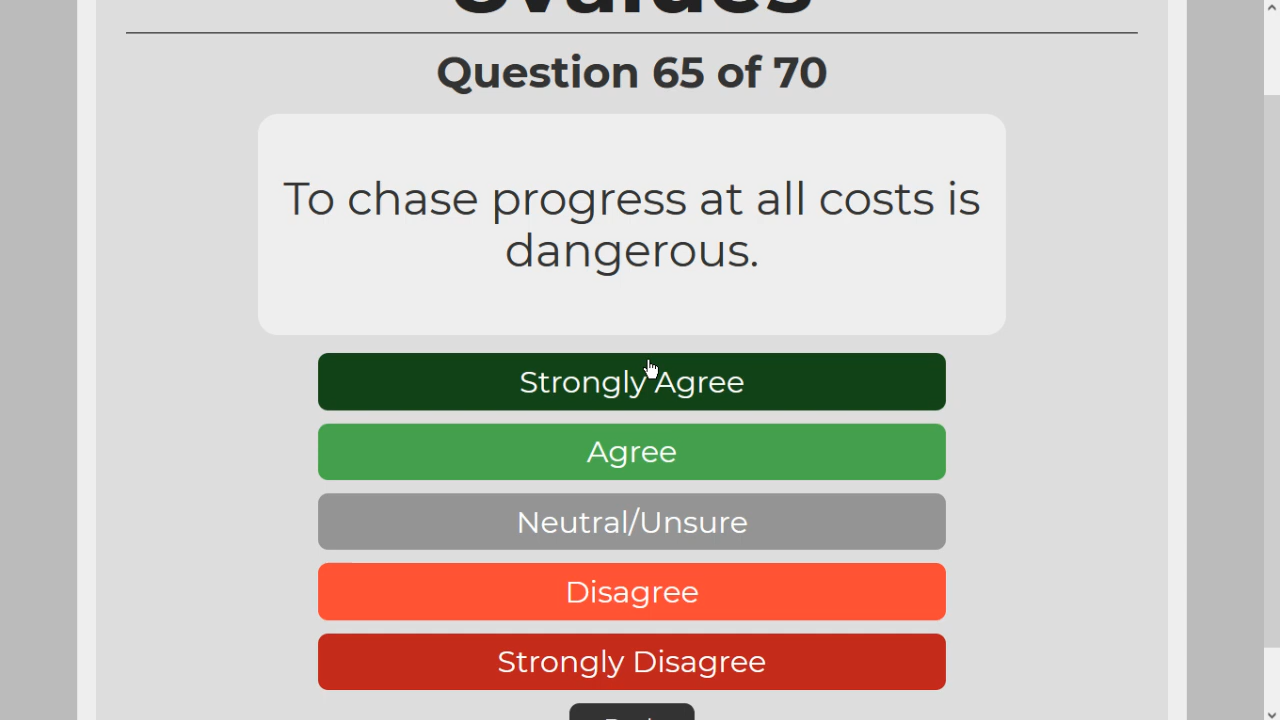 Question 65 of 70
To chase progress at all costs is
dangerous.
Strongly Agree
Agree
Neutral/Unsure
Disagree
Strongly Disagree